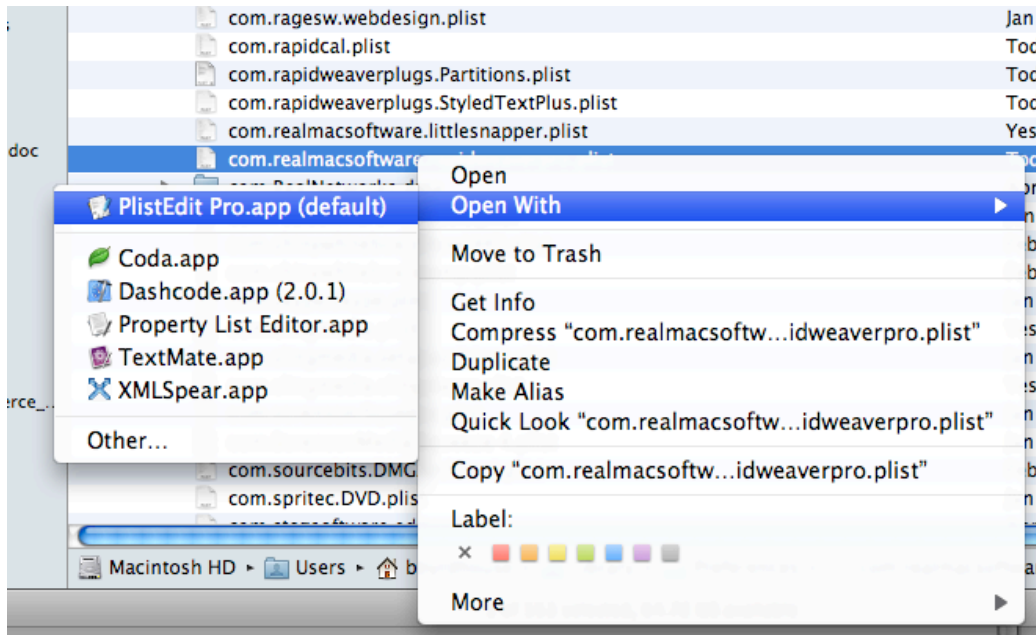 com.ragesw.webdesign.plist Jan
com.rapidcal.plist
com.rapidweaverplugs.Partitions.plist
com.rapidweaverplugs.StyledTextPlus.plist
com.realmacsoftware.littlesnapper.plist Yes
doc
com.realmacsoftware
Open
PlistEdit Pro.app (default)
Open With
Coda.app
Dashcode.app (2.0.1)
Property List Editor.app
TextMate.app
XMLSpear.app
Other...
Move to Trash
Get Info
Compress “com.realmacsoftw...idweaverpro.plist”
Duplicate
Make Alias
Quick Look “com.realmacsoftw...idweaverpro.plist”
Copy “com.realmacsoftw...idweaverpro.plist”
Label:
More
com.sourcebits.DMG
com.spritec.DVD.plis
Macintosh HD ▸ Users ▸ b